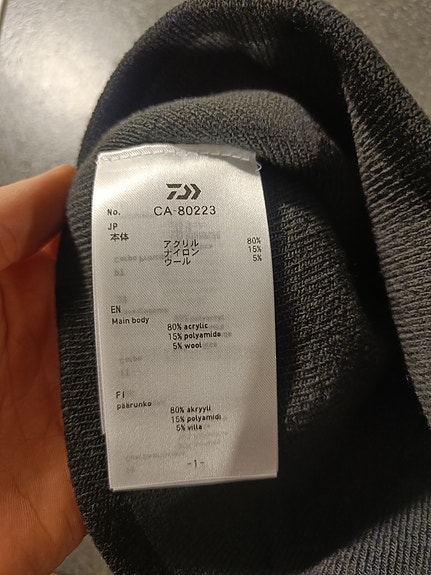 No. CA-80223
JP
本体
アクリル 80%
ナイロン 15%
ウール 5%
EN
Main body
80% acrylic
15% polyamide
5% wool
FI
päärunko
80% akryyli
15% polyamidi
5% villa
-1-